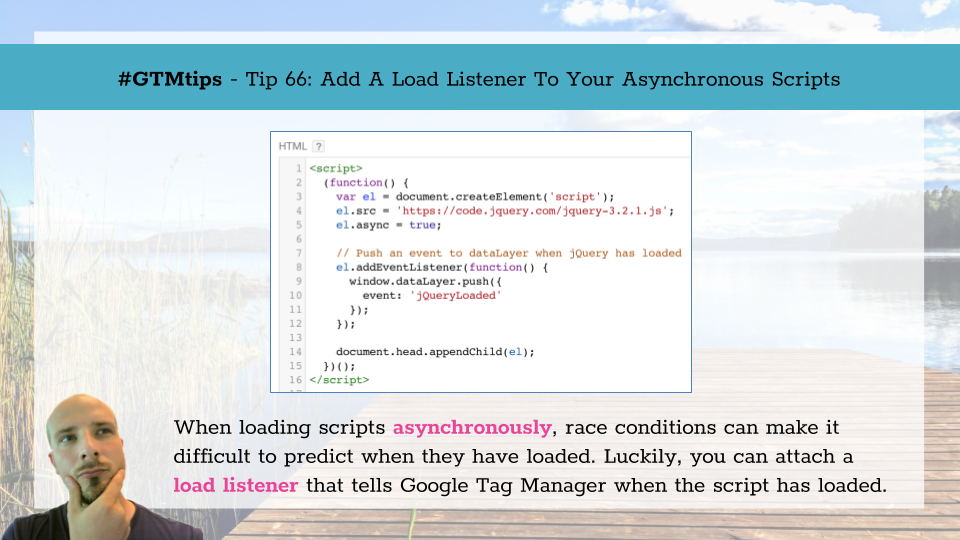 #GTMtips - Tip 66: Add A Load Listener To Your Asynchronous Scripts
HTML ?
1 <script>
2 (function() {
3 var el = document.createElement('script');
4 el.src = 'https://code.jquery.com/jquery-3.2.1.js';
5 el.async = true;
6
7 // Push an event to dataLayer when jQuery has loaded
8 el.addEventListener(function() {
9 window.dataLayer.push({
10 event: 'jQueryLoaded'
11 });
12 });
13
14 document.head.appendChild(el);
15 })();
16 </script>
When loading scripts asynchronously, race conditions can make it
difficult to predict when they have loaded. Luckily, you can attach a
load listener that tells Google Tag Manager when the script has loaded.